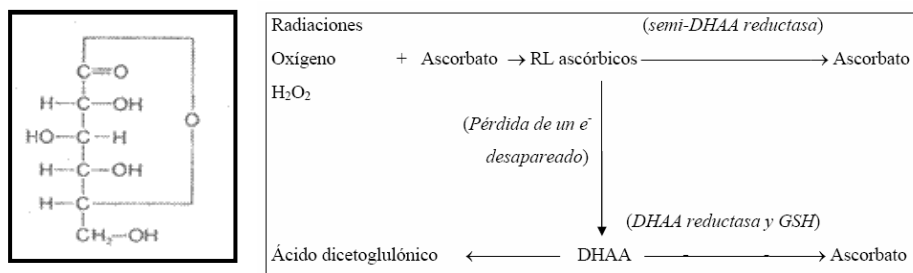 C=O
H—C—OH
O
HO—C—H
H—C—OH
H—C
CH2—OH
Radiaciones (semi-DHAA reductasa)
Oxígeno + Ascorbato → RL ascórbicos → Ascorbato
H₂O₂
(Pérdida de un e⁻
desapareado)
(DHAA reductasa y GSH)
Ácido dicetoglulónico ← DHAA - - → Ascorbato